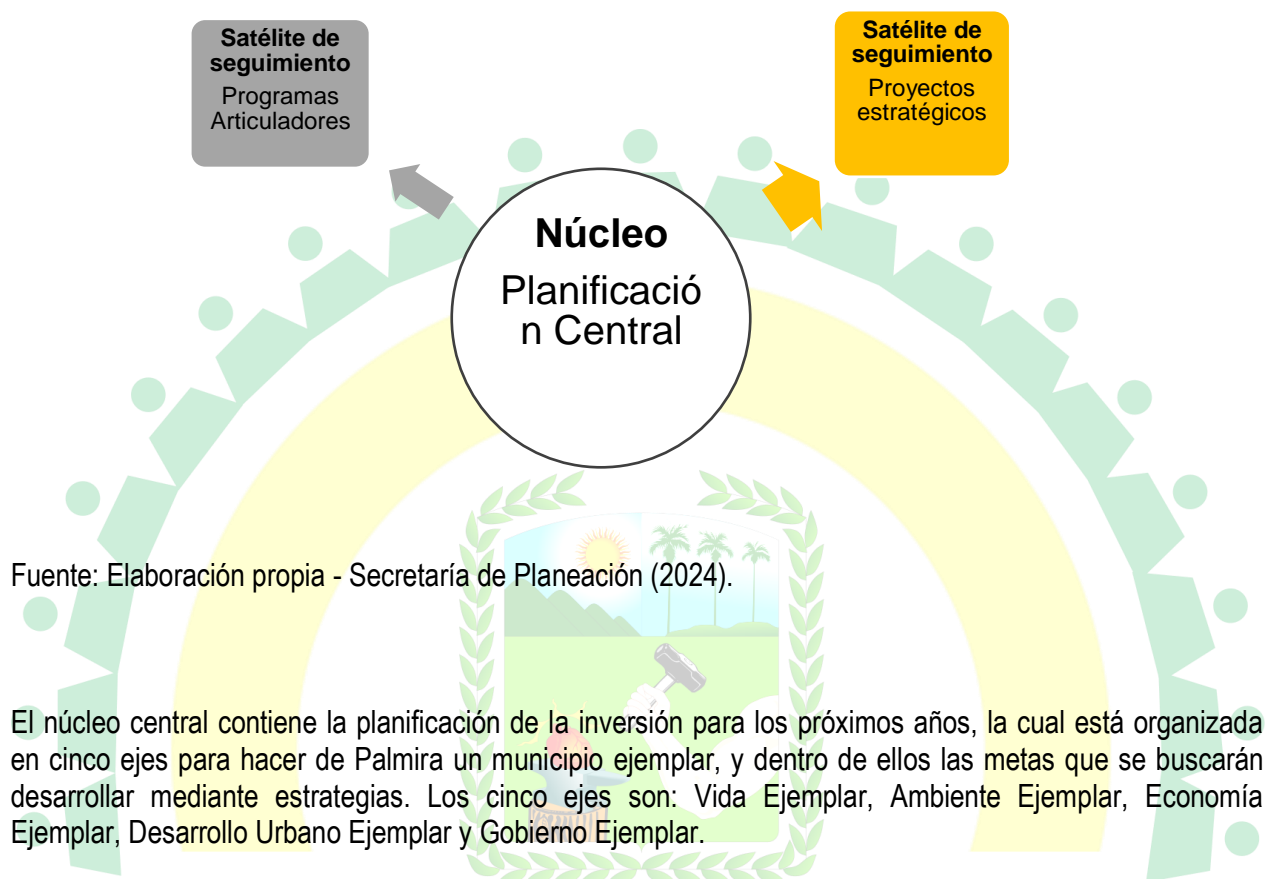 Satélite de
seguimiento
Programas
Articuladores
Satélite de
seguimiento
Proyectos
estratégicos
Núcleo
Planificació
n Central
Fuente: Elaboración propia - Secretaría de Planeación (2024).
El núcleo central contiene la planificación de la inversión para los próximos años, la cual está organizada
en cinco ejes para hacer de Palmira un municipio ejemplar, y dentro de ellos las metas que se buscarán
desarrollar mediante estrategias. Los cinco ejes son: Vida Ejemplar, Ambiente Ejemplar, Economía
Ejemplar, Desarrollo Urbano Ejemplar y Gobierno Ejemplar.